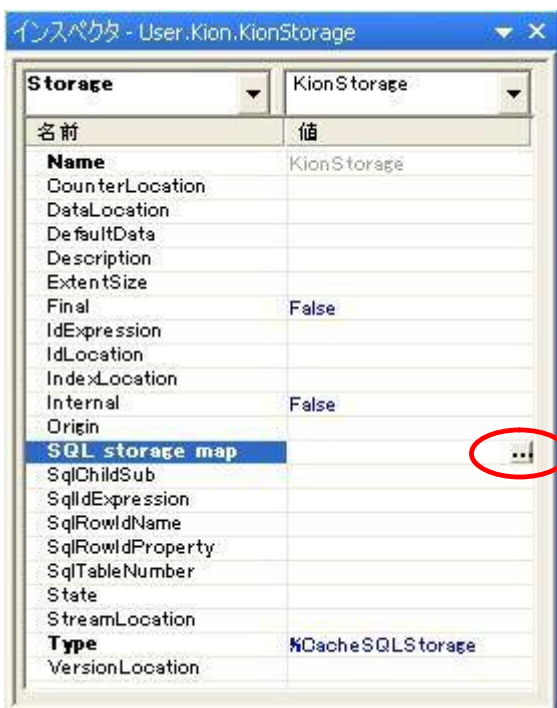 インスペクタ - User.Kion.KionStorage
Storage KionStorage
名前 値
Name KionStorage
CounterLocation
DataLocation
DefaultData
Description
ExtentSize
Final False
IdExpression
IdLocation
IndexLocation
Internal False
Origin
SQL storage map ...
SqlChildSub
SqlIdExpression
SqlRowIdName
SqlRowIdProperty
SqlTableNumber
State
StreamLocation
Type %CacheSQLStorage
VersionLocation